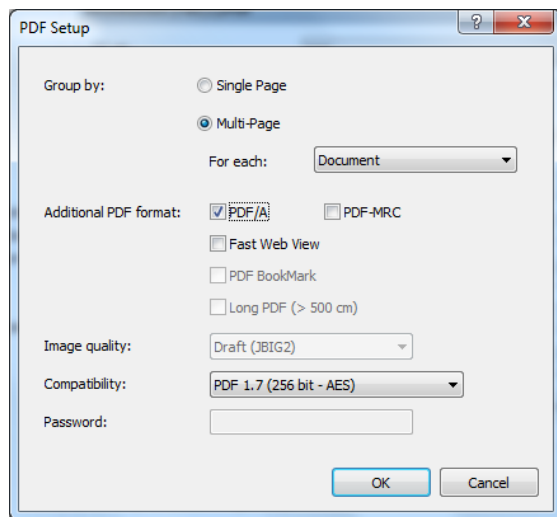 PDF Setup
Group by: Single Page
Multi-Page
For each: Document
Additional PDF format: PDF/A PDF-MRC
Fast Web View
PDF BookMark
Long PDF (> 500 cm)
Image quality: Draft (JBIG2)
Compatibility: PDF 1.7 (256 bit - AES)
Password:
OK Cancel